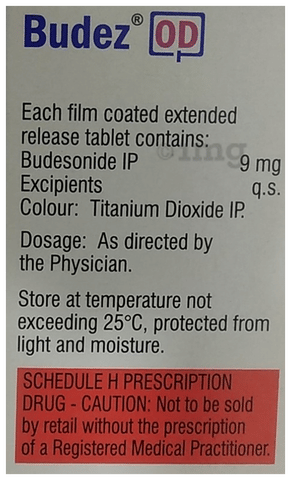 Budez® OD
Each film coated extended
release tablet contains:
Budesonide IP 9 mg
Excipients q.s.
Colour: Titanium Dioxide IP.
Dosage: As directed by
the Physician.
Store at temperature not
exceeding 25°C, protected from
light and moisture.
SCHEDULE H PRESCRIPTION
DRUG - CAUTION: Not to be sold
by retail without the prescription
of a Registered Medical Practitioner.